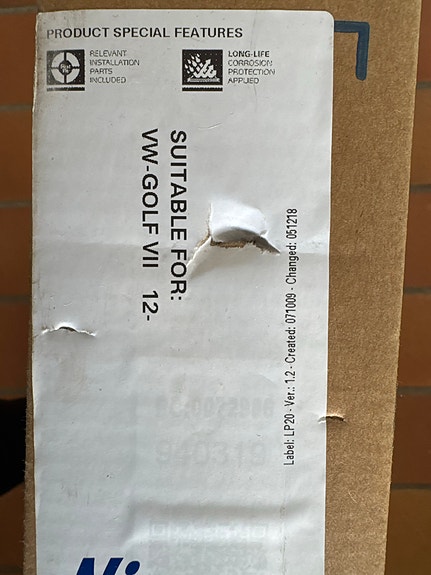 PRODUCT SPECIAL FEATURES
RELEVANT
INSTALLATION
PARTS
INCLUDED
LONG-LIFE
CORROSION
PROTECTION
APPLIED
SUITABLE FOR:
VW-GOLF VII 12-
Label: LP20 - Ver.: 1.2 - Created: 071009 - Changed: 051218